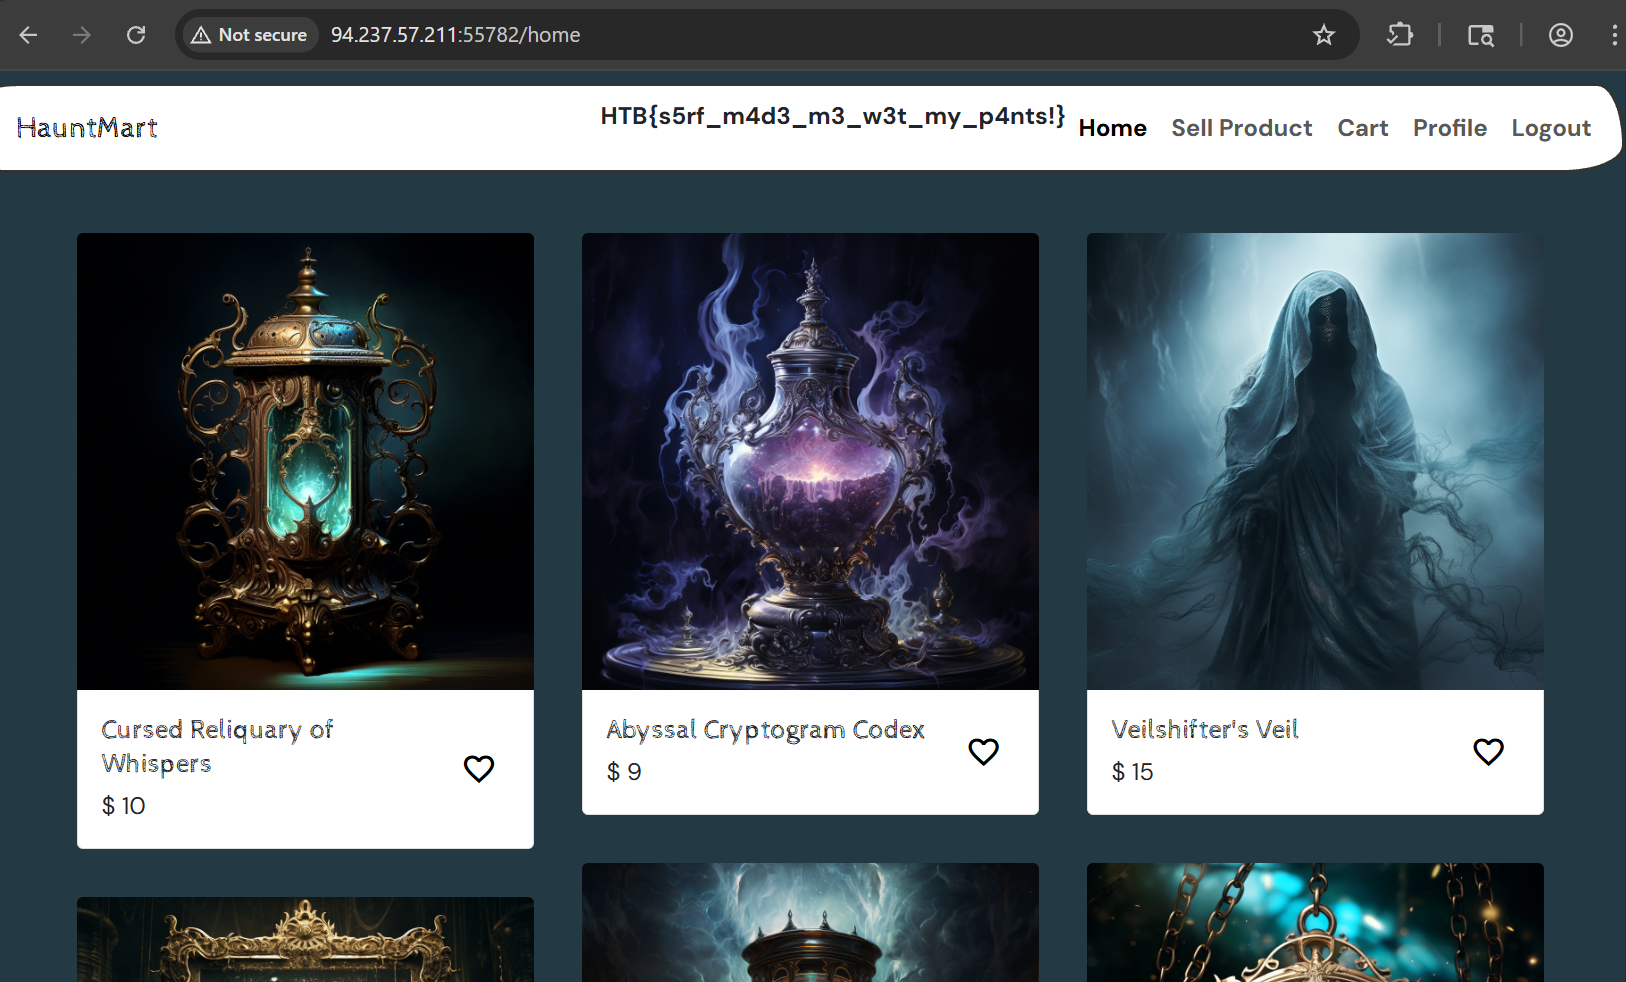 Not secure 94.237.57.211:55782/home
HauntMart
HTB{s5rf_m4d3_m3_w3t_my_p4nts!}
Home Sell Product Cart Profile Logout
Cursed Reliquary of
Whispers
$ 10
Abyssal Cryptogram Codex
$ 9
Veilshifter's Veil
$ 15